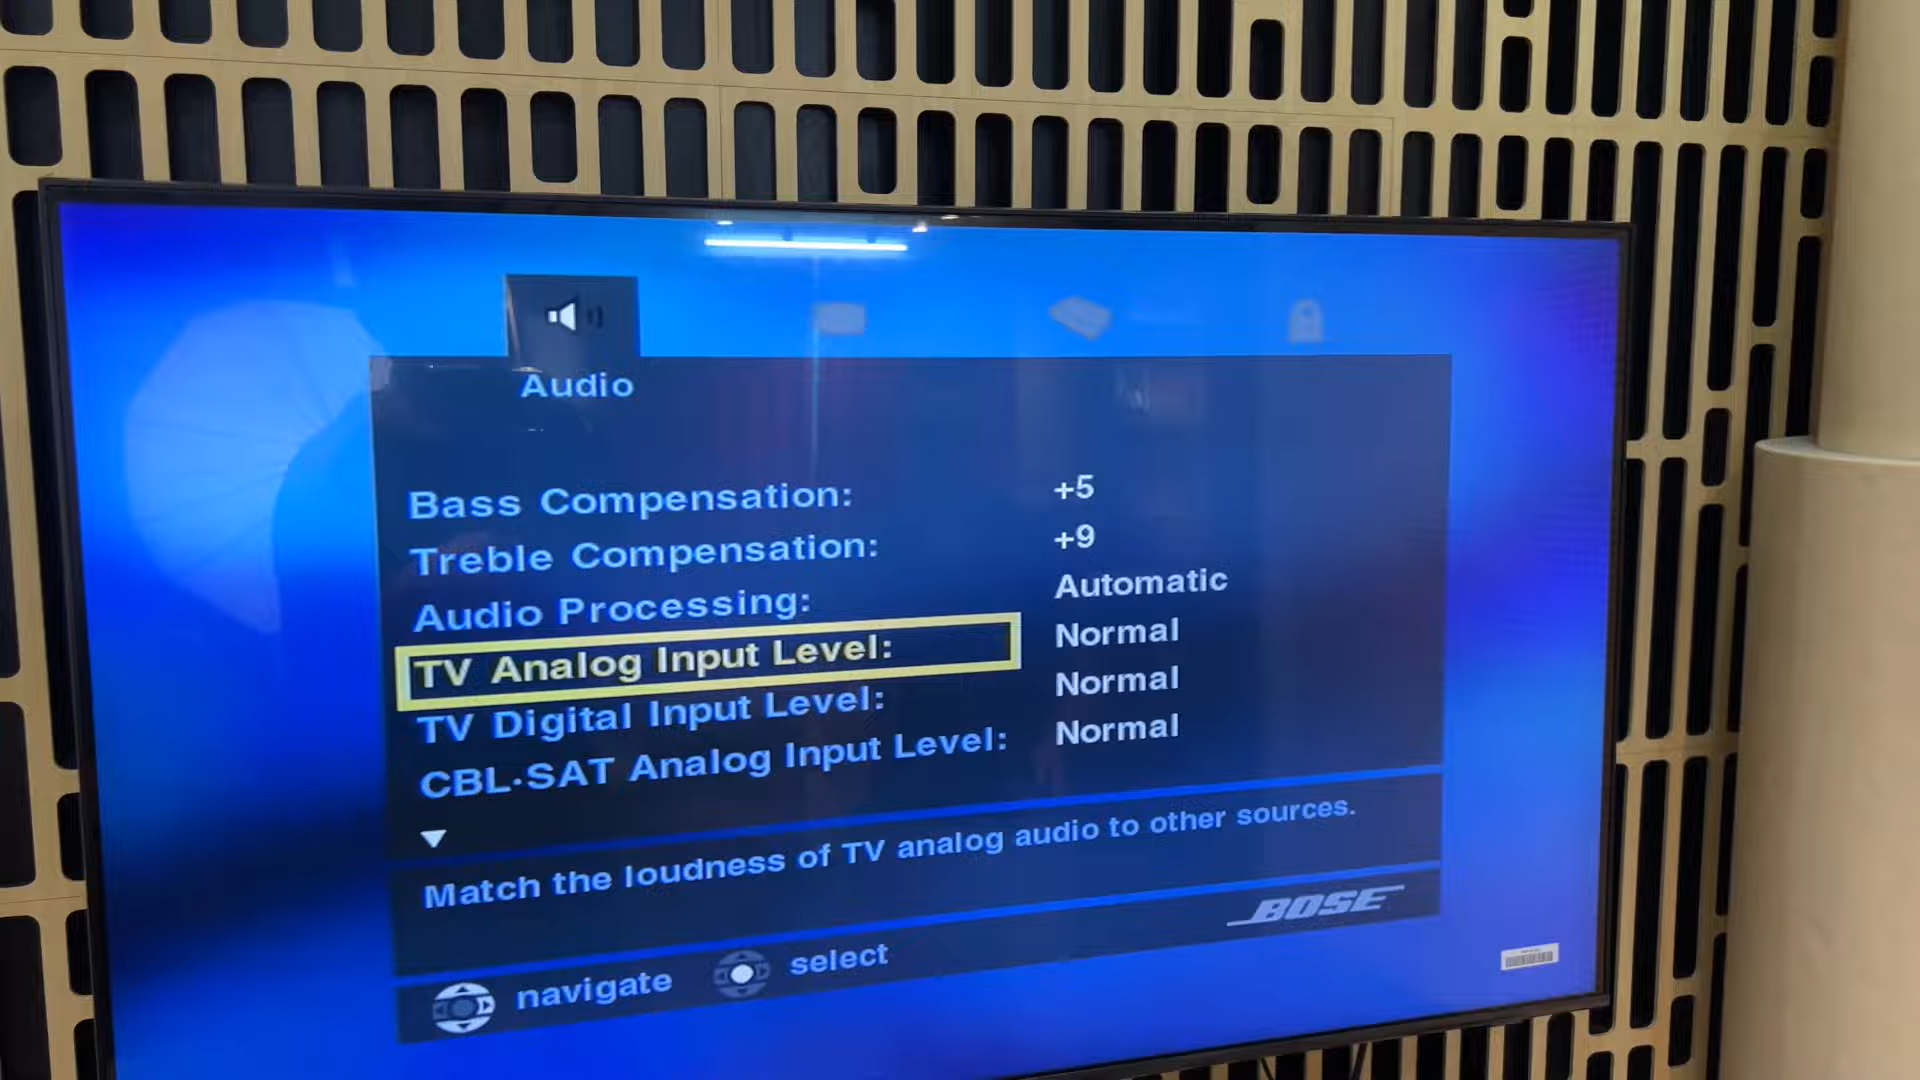 Audio
Bass Compensation: +5
Treble Compensation: +9
Audio Processing: Automatic
TV Analog Input Level: Normal
TV Digital Input Level: Normal
CBL·SAT Analog Input Level: Normal
Match the loudness of TV analog audio to other sources.
BOSE
navigate select